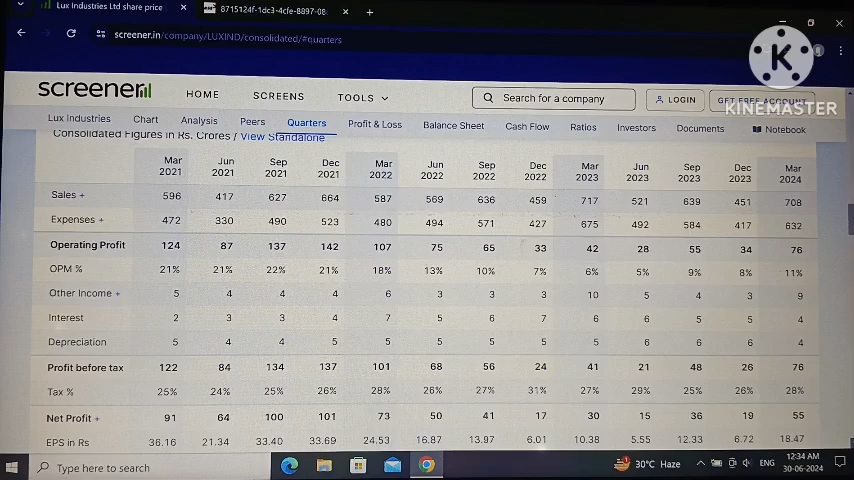 Lux Industries Ltd share price
8715124f-1dc3-4cfe-8897-08
screener.in/company/LUXIND/consolidated/#quarters
screener HOME SCREENS TOOLS Search for a company LOGIN GET FREE ACCOUNT
KINEMASTER
Lux Industries Chart Analysis Peers Quarters Profit & Loss Balance Sheet Cash Flow Ratios Investors Documents Notebook
Consolidated Figures in Rs. Crores / View Standalone
Mar 2021 Jun 2021 Sep 2021 Dec 2021 Mar 2022 Jun 2022 Sep 2022 Dec 2022 Mar 2023 Jun 2023 Sep 2023 Dec 2023 Mar 2024
Sales + 596 417 627 664 587 569 636 459 717 521 639 451 708
Expenses + 472 330 490 523 480 494 571 427 675 492 584 417 632
Operating Profit 124 87 137 142 107 75 65 33 42 28 55 34 76
OPM % 21% 21% 22% 21% 18% 13% 10% 7% 6% 5% 9% 8% 11%
Other Income + 5 4 4 4 6 3 3 3 10 5 4 3 9
Interest 2 3 3 4 7 5 6 7 6 6 5 5 4
Depreciation 5 4 4 5 5 5 5 5 5 6 6 6 4
Profit before tax 122 84 134 137 101 68 56 24 41 21 48 26 76
Tax % 25% 24% 25% 26% 28% 26% 27% 31% 27% 29% 25% 26% 28%
Net Profit + 91 64 100 101 73 50 41 17 30 15 36 19 55
EPS in Rs 36.16 21.34 33.40 33.69 24.53 16.87 13.97 6.01 10.38 5.55 12.33 6.72 18.47
Type here to search 30°C Haze ENG 12:34 AM
30-06-2024